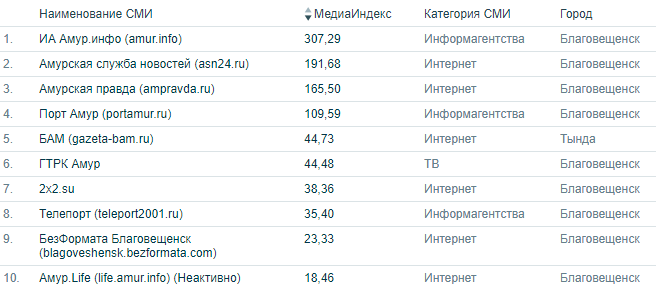 Наименование СМИ МедиаИндекс Категория СМИ Город
1. ИА Амур.инфо (amur.info) 307,29 Информагентства Благовещенск
2. Амурская служба новостей (asn24.ru) 191,68 Интернет Благовещенск
3. Амурская правда (ampravda.ru) 165,50 Интернет Благовещенск
4. Порт Амур (portamur.ru) 109,59 Информагентства Благовещенск
5. БАМ (gazeta-bam.ru) 44,73 Интернет Тында
6. ГТРК Амур 44,48 ТВ Благовещенск
7. 2x2.su 38,36 Интернет Благовещенск
8. Телепорт (teleport2001.ru) 35,40 Информагентства Благовещенск
9. БезФормата Благовещенск 23,33 Интернет Благовещенск
(blagoveshensk.bezformata.com)
10. Амур.Life (life.amur.info) (Неактивно) 18,46 Интернет Благовещенск